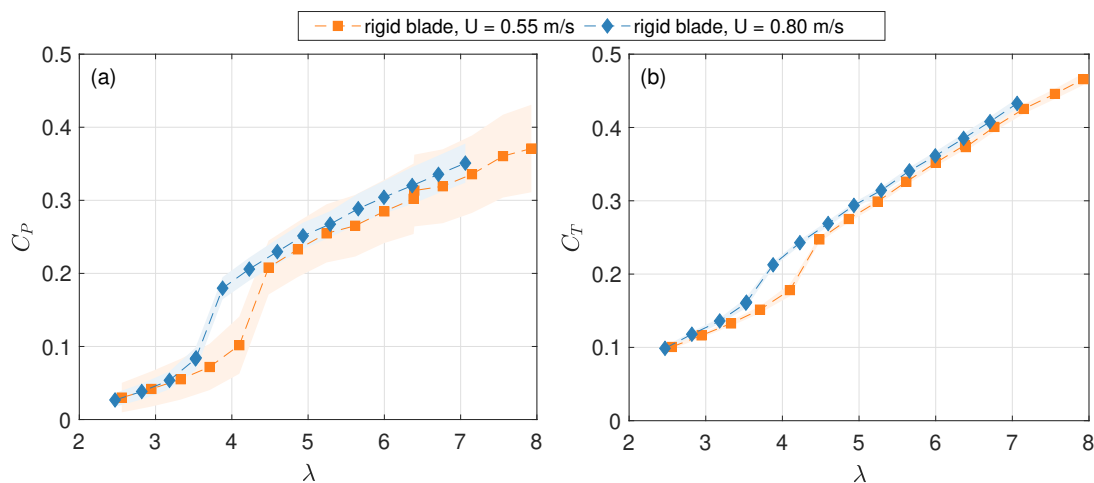 rigid blade, U = 0.55 m/s rigid blade, U = 0.80 m/s
(a)
0.5
0.4
0.3
0.2
0.1
0
2 3 4 5 6 7 8
C_P
λ
(b)
0.5
0.4
0.3
0.2
0.1
0
2 3 4 5 6 7 8
C_T
λ